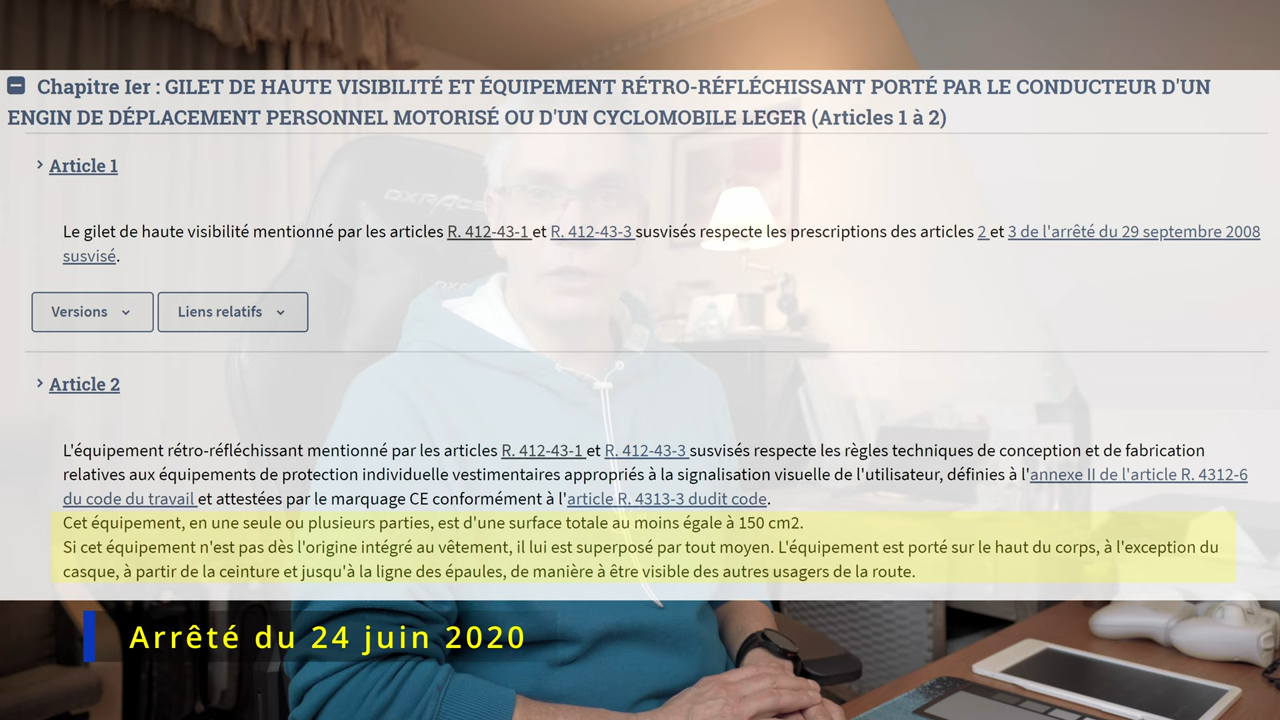 Chapitre Ier : GILET DE HAUTE VISIBILITÉ ET ÉQUIPEMENT RÉTRO-RÉFLÉCHISSANT PORTÉ PAR LE CONDUCTEUR D'UN
ENGIN DE DÉPLACEMENT PERSONNEL MOTORISÉ OU D'UN CYCLOMOBILE LEGER (Articles 1 à 2)
Article 1
DXRACE
Le gilet de haute visibilité mentionné par les articles R. 412-43-1 et R. 412-43-3 susvisés respecte les prescriptions des articles 2 et 3 de l'arrêté du 29 septembre 2008
susvisé.
Versions
Liens relatifs
Article 2
L'équipement rétro-réfléchissant mentionné par les articles R. 412-43-1 et R. 412-43-3 susvisés respecte les règles techniques de conception et de fabrication
relatives aux équipements de protection individuelle vestimentaires appropriés à la signalisation visuelle de l'utilisateur, définies à l'annexe II de l'article R. 4312-6
du code du travail et attestées par le marquage CE conformément à l'article R. 4313-3 dudit code.
Cet équipement, en une seule ou plusieurs parties, est d'une surface totale au moins égale à 150 cm2.
Si cet équipement n'est pas dès l'origine intégré au vêtement, il lui est superposé par tout moyen. L'équipement est porté sur le haut du corps, à l'exception du
casque, à partir de la ceinture et jusqu'à la ligne des épaules, de manière à être visible des autres usagers de la route.
Arrêté du 24 juin 2020